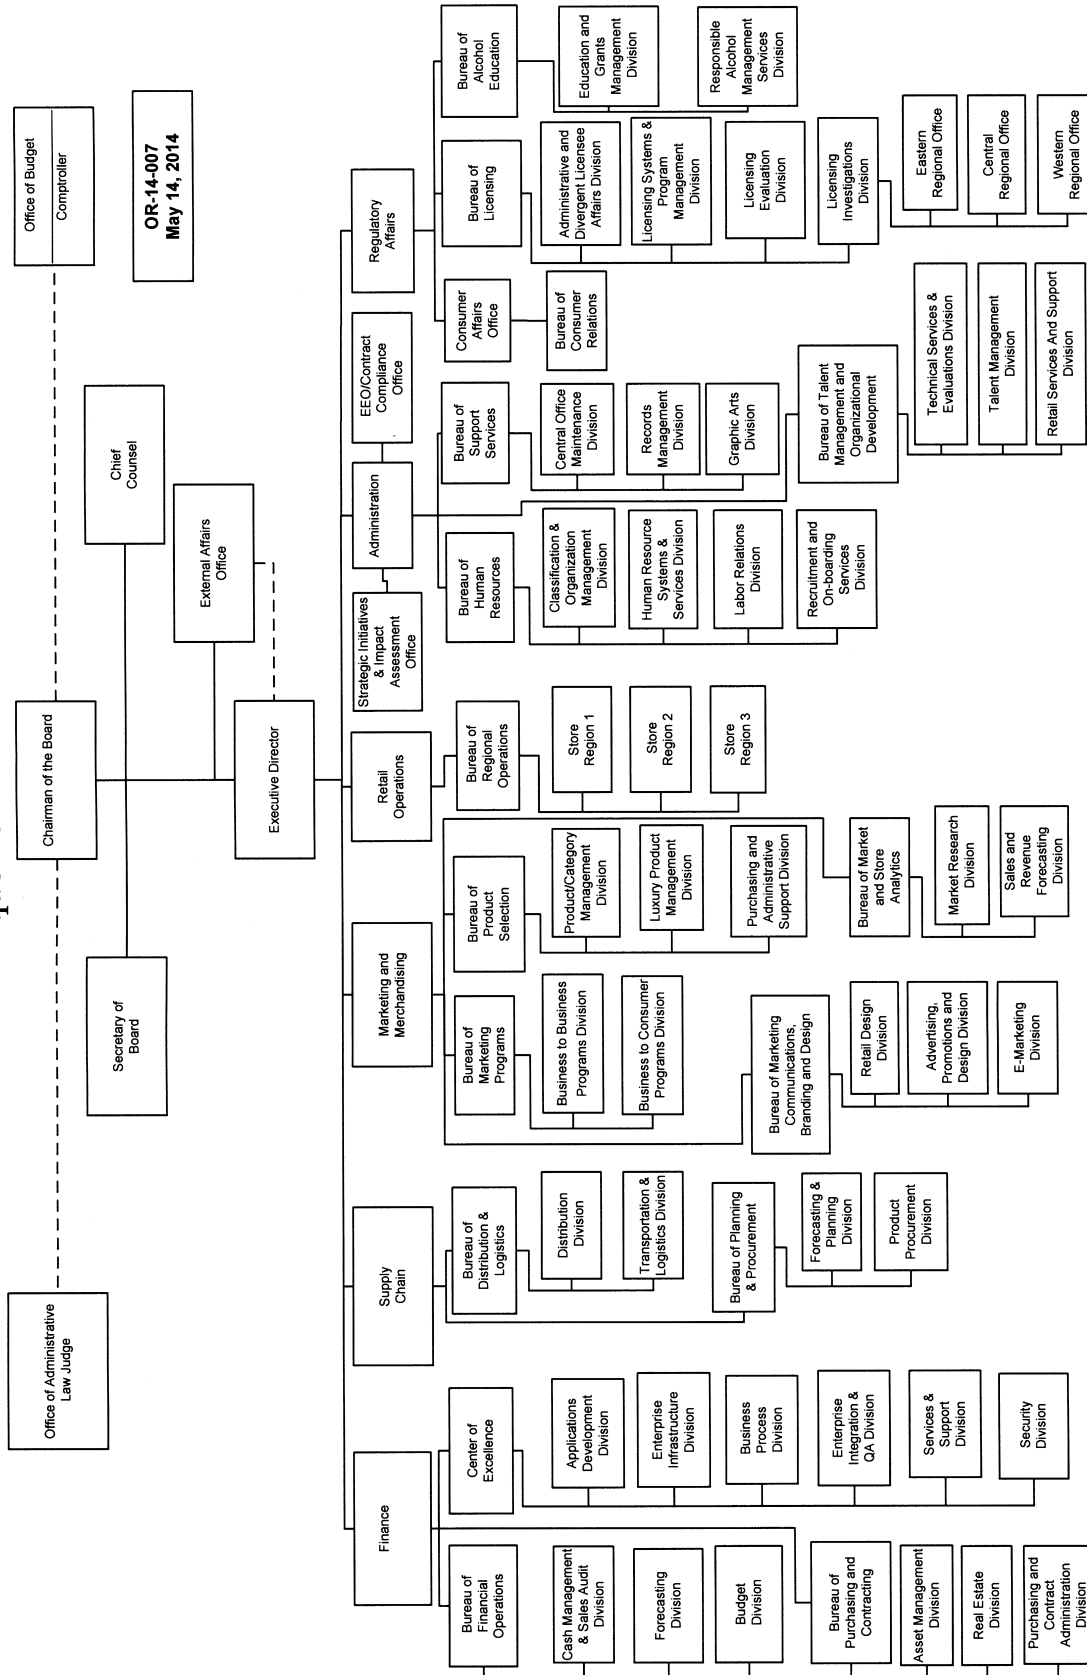 Office of Administrative
Law Judge
Chairman of the Board
Office of Budget
Comptroller
OR-14-007
May 14, 2014
Secretary of
Board
Chief
Counsel
External Affairs
Office
Executive Director
Finance
Supply
Chain
Marketing and
Merchandising
Retail
Operations
Strategic Initiatives
& Impact
Assessment
Office
Administration
EEO/Contract
Compliance
Office
Regulatory
Affairs
Bureau of
Financial
Operations
Cash Management
& Sales Audit
Division
Forecasting
Division
Budget
Division
Bureau of
Purchasing and
Contracting
Asset Management
Division
Real Estate
Division
Purchasing and
Contract
Administration
Division
Center of
Excellence
Applications
Development
Division
Enterprise
Infrastructure
Division
Business
Process
Division
Enterprise
Integration &
QA Division
Services &
Support
Division
Security
Division
Bureau of
Distribution &
Logistics
Distribution
Division
Transportation &
Logistics Division
Bureau of Planning
& Procurement
Forecasting &
Planning
Division
Product
Procurement
Division
Bureau of
Marketing
Programs
Business to Business
Programs Division
Business to Consumer
Programs Division
Bureau of Marketing
Communications,
Branding and Design
Retail Design
Division
Advertising,
Promotions and
Design Division
E-Marketing
Division
Bureau of
Product
Selection
Product/Category
Management
Division
Luxury Product
Management
Division
Purchasing and
Administrative
Support Division
Bureau of Market
and Store
Analytics
Market Research
Division
Sales and
Revenue
Forecasting
Division
Bureau of
Regional
Operations
Store
Region 1
Store
Region 2
Store
Region 3
Bureau of
Human
Resources
Classification &
Organization
Management
Division
Human Resource
Systems &
Services Division
Labor Relations
Division
Recruitment and
On-boarding
Services
Division
Bureau of
Support
Services
Central Office
Maintenance
Division
Records
Management
Division
Graphic Arts
Division
Bureau of Talent
Management and
Organizational
Development
Technical Services &
Evaluations Division
Talent Management
Division
Retail Services And Support
Division
Consumer
Affairs
Office
Bureau of
Consumer
Relations
Bureau of
Licensing
Administrative and
Divergent Licensee
Affairs Division
Licensing Systems &
Program
Management
Division
Licensing
Evaluation
Division
Licensing
Investigations
Division
Eastern
Regional Office
Central
Regional Office
Western
Regional Office
Bureau of
Alcohol
Education
Education and
Grants
Management
Division
Responsible
Alcohol
Management
Services
Division